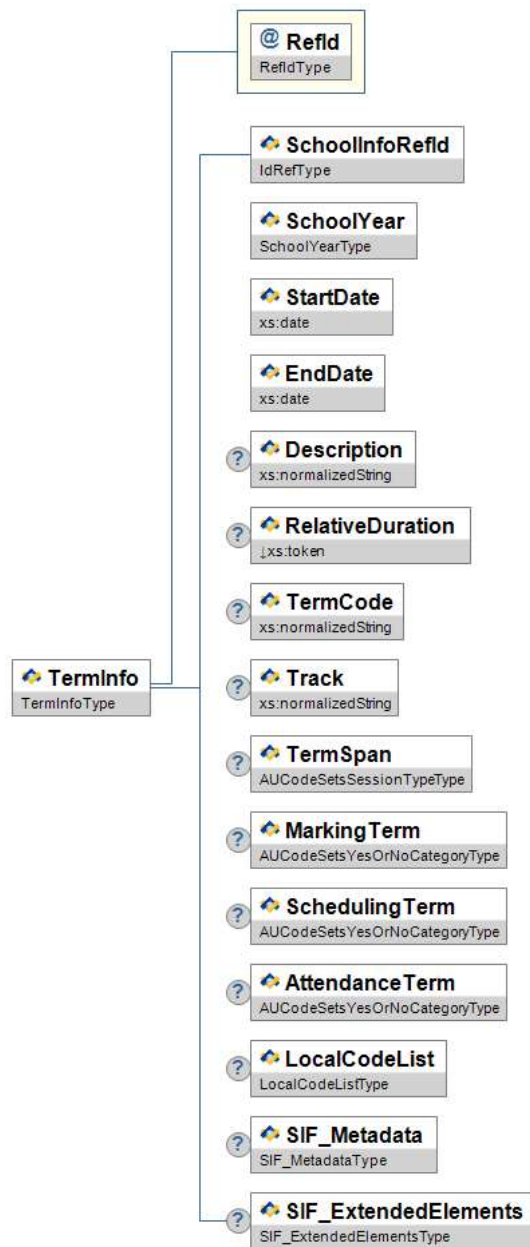 @ RefId
RefIdType
SchoolInfoRefId
IdRefType
SchoolYear
SchoolYearType
StartDate
xs:date
EndDate
xs:date
? Description
xs:normalizedString
? RelativeDuration
↓xs:token
? TermCode
xs:normalizedString
TermInfo
TermInfoType
? Track
xs:normalizedString
? TermSpan
AUCodeSetsSessionTypeType
? MarkingTerm
AUCodeSetsYesOrNoCategoryType
? SchedulingTerm
AUCodeSetsYesOrNoCategoryType
? AttendanceTerm
AUCodeSetsYesOrNoCategoryType
? LocalCodeList
LocalCodeListType
? SIF_Metadata
SIF_MetadataType
? SIF_ExtendedElements
SIF_ExtendedElementsType